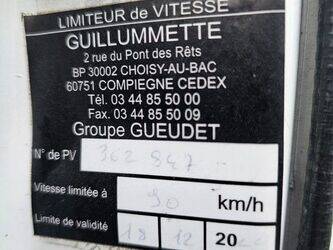 LIMITEUR DE VITESSE
GUILLUMMETTE
2 rue du Pont des Rêts
BP 30002 CHOISY-AU-BAC
60751 COMPIEGNE CEDEX
Tél. 03 44 85 50 00
Fax. 03 44 85 50 09
Groupe GUEUDET
N° de PV 362 847
Vitesse limitée à 90 km/h
Limite de validité 18 12 20